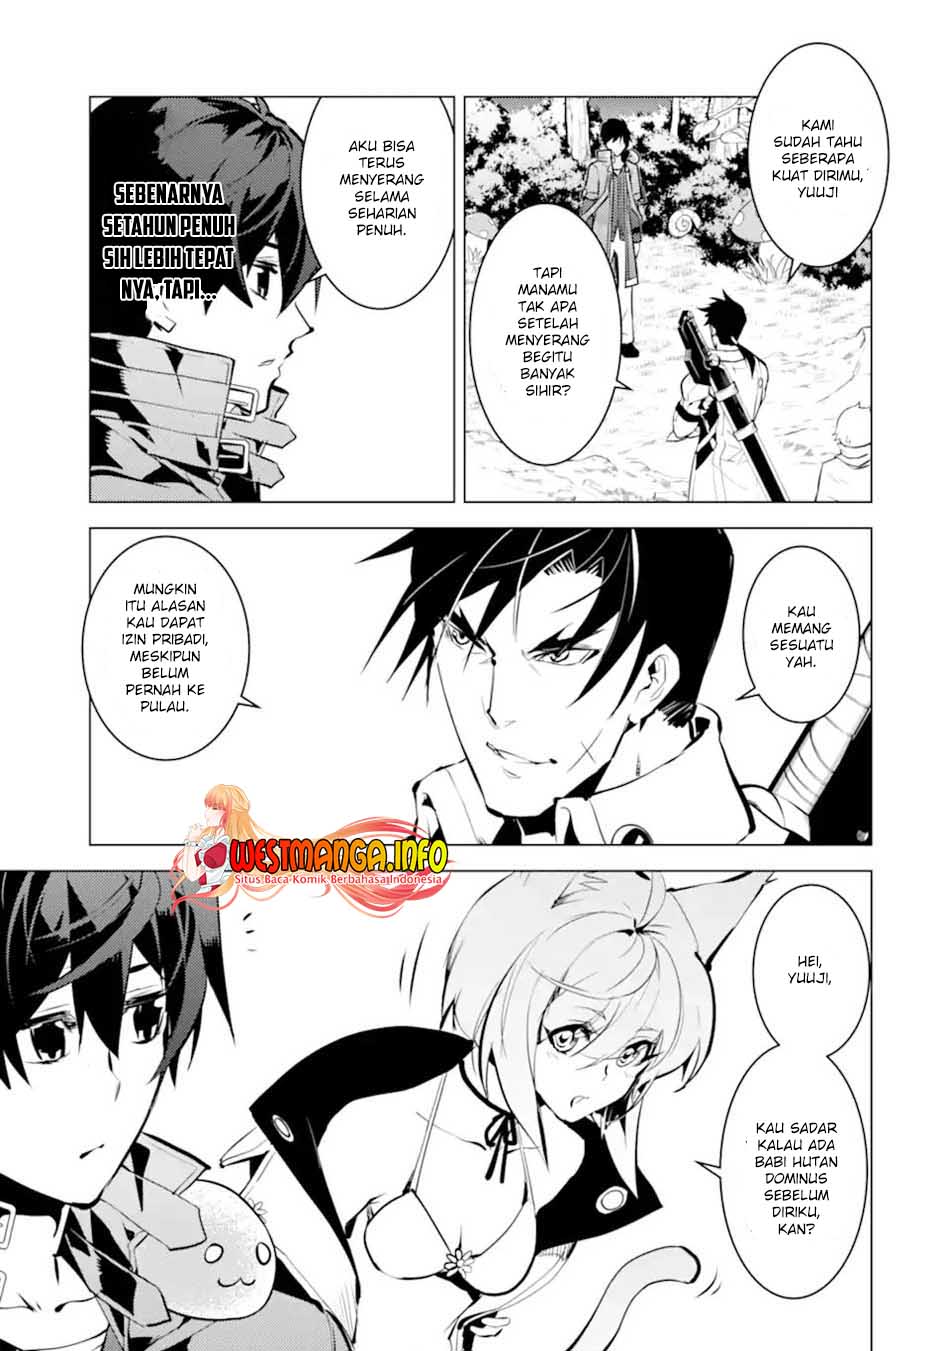 KAMI
SUDAH TAHU
SEBERAPA
KUAT DIRIMU,
YUUJI
TAPI
MANAMU
TAK APA
SETELAH
MENYERANG
BEGITU
BANYAK
SIHIR?
AKU BISA
TERUS
MENYERANG
SELAMA
SEHARIAN
PENUH.
SEBENARNYA
SETAHUN PENUH
SIH LEBIH TEPAT
NYA, TAPI...
KAU
MEMANG
SESUATU
YAH.
MUNGKIN
ITU ALASAN
KAU DAPAT
IZIN PRIBADI,
MESKIPUN
BELUM
PERNAH KE
PULAU.
WESTMANGA.INFO
Situs Baca Komik Berbahasa Indonesia
HEI,
YUUJI,
KAU SADAR
KALAU ADA
BABI HUTAN
DOMINUS
SEBELUM
DIRIKU,
KAN?